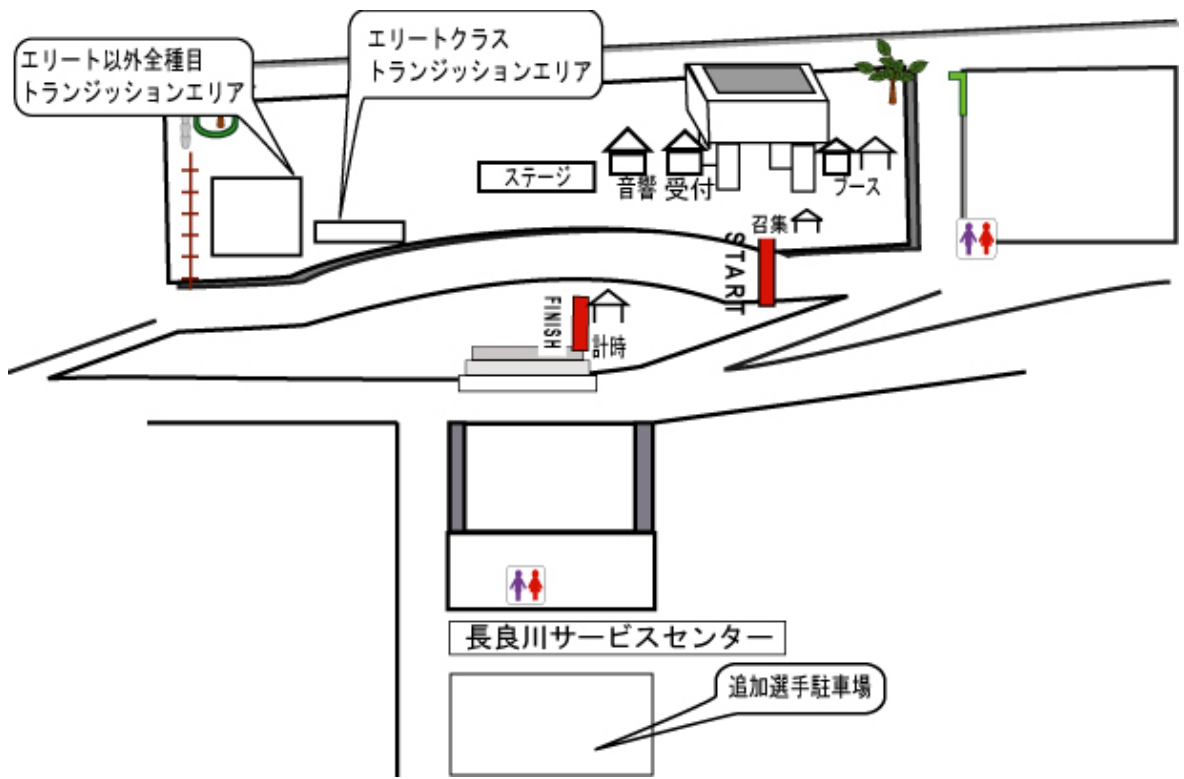 エリート以外全種目
トランジッションエリア
エリートクラス
トランジッションエリア
ステージ
音響
受付
ブース
召集
START
FINISH
計時
長良川サービスセンター
追加選手駐車場